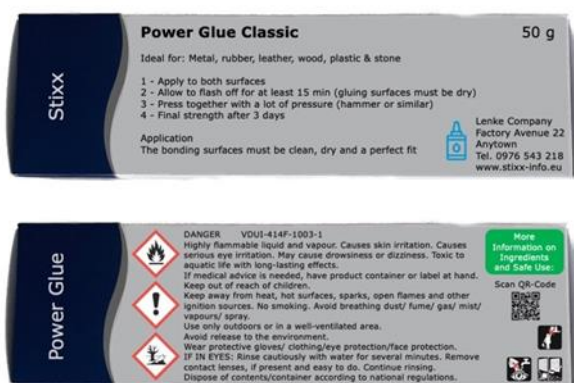 Stixx
Power Glue Classic
50 g
Ideal for: Metal, rubber, leather, wood, plastic & stone
1 - Apply to both surfaces
2 - Allow to flash off for at least 15 min (gluing surfaces must be dry)
3 - Press together with a lot of pressure (hammer or similar)
4 - Final strength after 3 days
Application
The bonding surfaces must be clean, dry and a perfect fit
Lenke Company
Factory Avenue 22
Anytown
Tel. 0976 543 218
www.stixx-info.eu
Power Glue
DANGER VDUI-414F-1003-1
Highly flammable liquid and vapour. Causes skin irritation. Causes
serious eye irritation. May cause drowsiness or dizziness. Toxic to
aquatic life with long-lasting effects.
If medical advice is needed, have product container or label at hand.
Keep out of reach of children.
Keep away from heat, hot surfaces, sparks, open flames and other
ignition sources. No smoking. Avoid breathing dust/ fume/ gas/ mist/
vapours/ spray.
Use only outdoors or in a well-ventilated area.
Avoid release to the environment.
Wear protective gloves/ clothing/eye protection/face protection.
IF IN EYES: Rinse cautiously with water for several minutes. Remove
contact lenses, if present and easy to do. Continue rinsing.
Dispose of contents/container according to national regulations.
More
Information on
Ingredients
and Safe Use:
Scan QR-Code